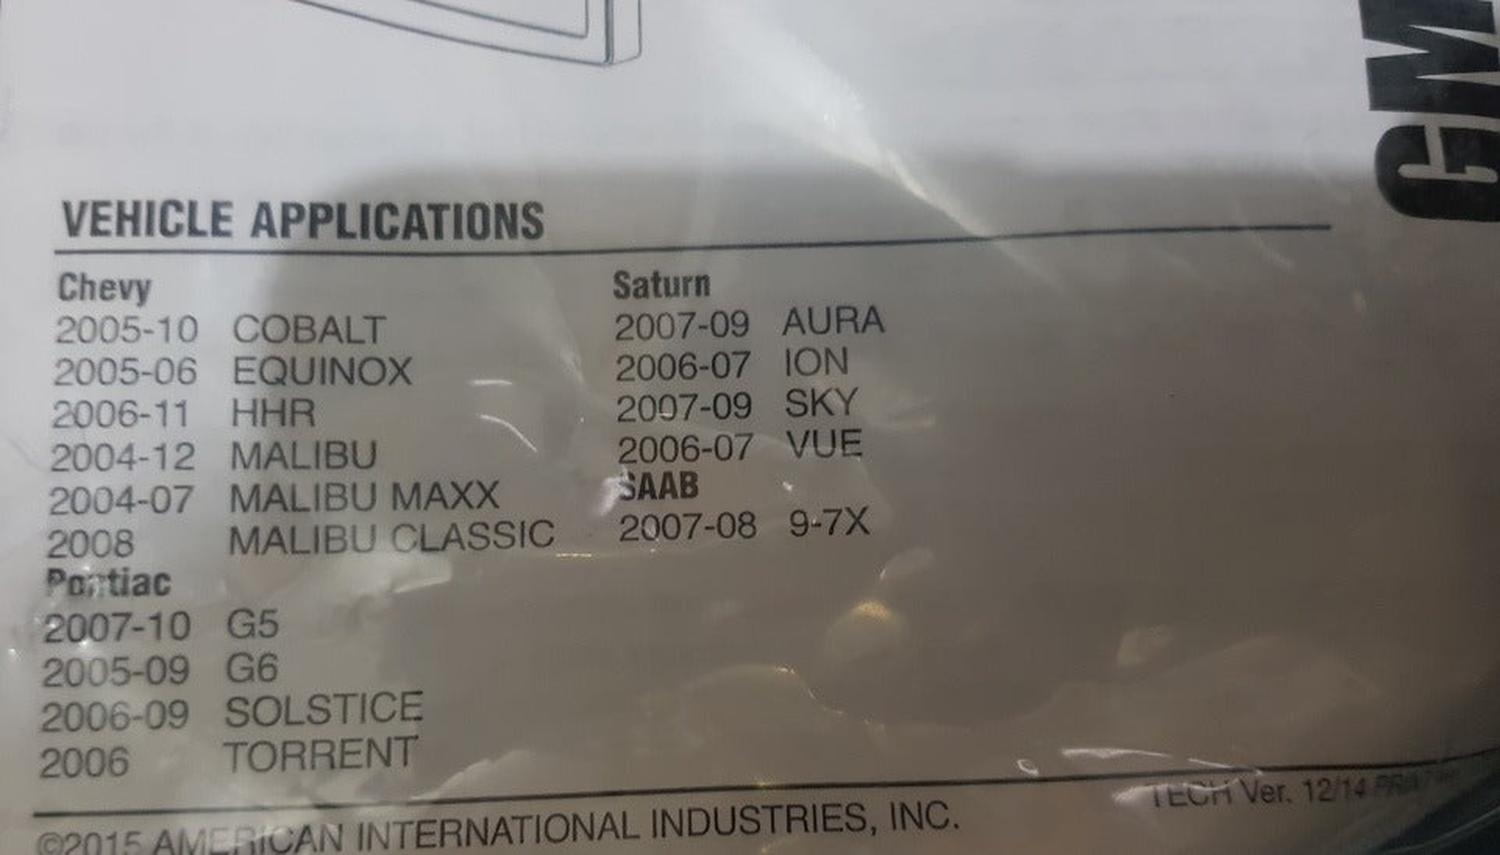 GM
VEHICLE APPLICATIONS
Chevy
2005-10 COBALT
2005-06 EQUINOX
2006-11 HHR
2004-12 MALIBU
2004-07 MALIBU MAXX
2008 MALIBU CLASSIC
Pontiac
2007-10 G5
2005-09 G6
2006-09 SOLSTICE
2006 TORRENT
Saturn
2007-09 AURA
2006-07 ION
2007-09 SKY
2006-07 VUE
SAAB
2007-08 9-7X
©2015 AMERICAN INTERNATIONAL INDUSTRIES, INC.
TECH Ver. 12/14